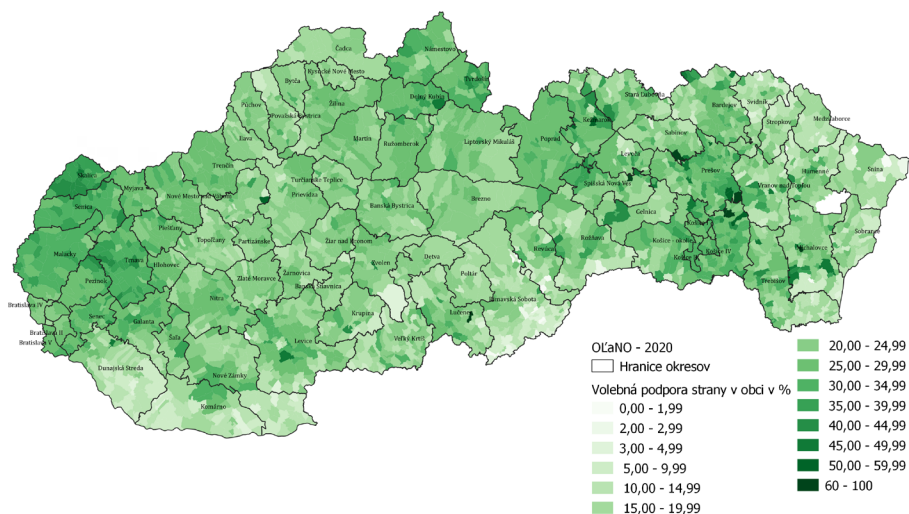 Čadca
Námestovo
Kysucké Nové Mesto
Tvrdošín
Bytča
Dolný Kubín
Stará Ľubovňa
Svidník
Bardejov
Púchov
Žilina
Kežmarok
Stropkov
Medzilaborce
Považská Bystrica
Sabinov
Ilava
Martin
Ružomberok
Liptovský Mikuláš
Poprad
Levoča
Trenčín
Prešov
Humenné
Snina
Skalica
Turčianske Teplice
Spišská Nová Ves
Vranov nad Topľou
Myjava
Nové Mesto nad Váhom
Prievidza
Banská Bystrica
Brezno
Gelnica
Senica
Piešťany
Košice I
Sobrance
Topoľčany
Partizánske
Žiar nad Hronom
Revúca
Rožňava
Košice - okolie
Michalovce
Malacky
Trnava
Hlohovec
Zvolen
Detva
Košice IV
Zlaté Moravce
Žarnovica
Poltár
Trebišov
Pezinok
Banská Štiavnica
Nitra
Rimavská Sobota
Bratislava IV
Senec
Galanta
Krupina
Lučenec
Bratislava II
Šaľa
Levice
Veľký Krtíš
Bratislava V
Dunajská Streda
Nové Zámky
Komárno
OĽaNO - 2020
Hranice okresov
Volebná podpora strany v obci v %
0,00 - 1,99
2,00 - 2,99
3,00 - 4,99
5,00 - 9,99
10,00 - 14,99
15,00 - 19,99
20,00 - 24,99
25,00 - 29,99
30,00 - 34,99
35,00 - 39,99
40,00 - 44,99
45,00 - 49,99
50,00 - 59,99
60 - 100